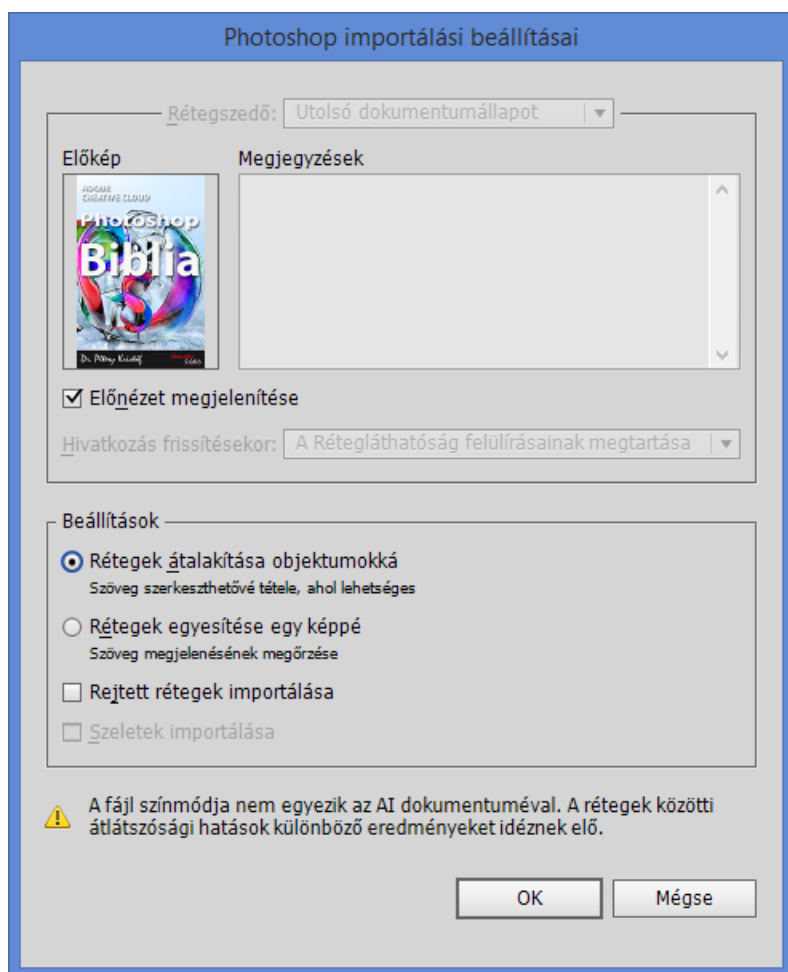 Photoshop importálási beállításai
Rétegszedő: Utolsó dokumentumállapot
Előkép
Megjegyzések
ADOBE
CREATIVE CLOUD
Photoshop
Biblia
Előnézet megjelenítése
Hivatkozás frissítésekor: A Rétegláthatóság felülírásainak megtartása
Beállítások
Rétegek átalakítása objektumokká
Szöveg szerkeszthetővé tétele, ahol lehetséges
Rétegek egyesítése egy képpé
Szöveg megjelenésének megőrzése
Rejtett rétegek importálása
Szeletek importálása
A fájl színmódja nem egyezik az AI dokumentuméval. A rétegek közötti
átlátszósági hatások különböző eredményeket idéznek elő.
OK
Mégse